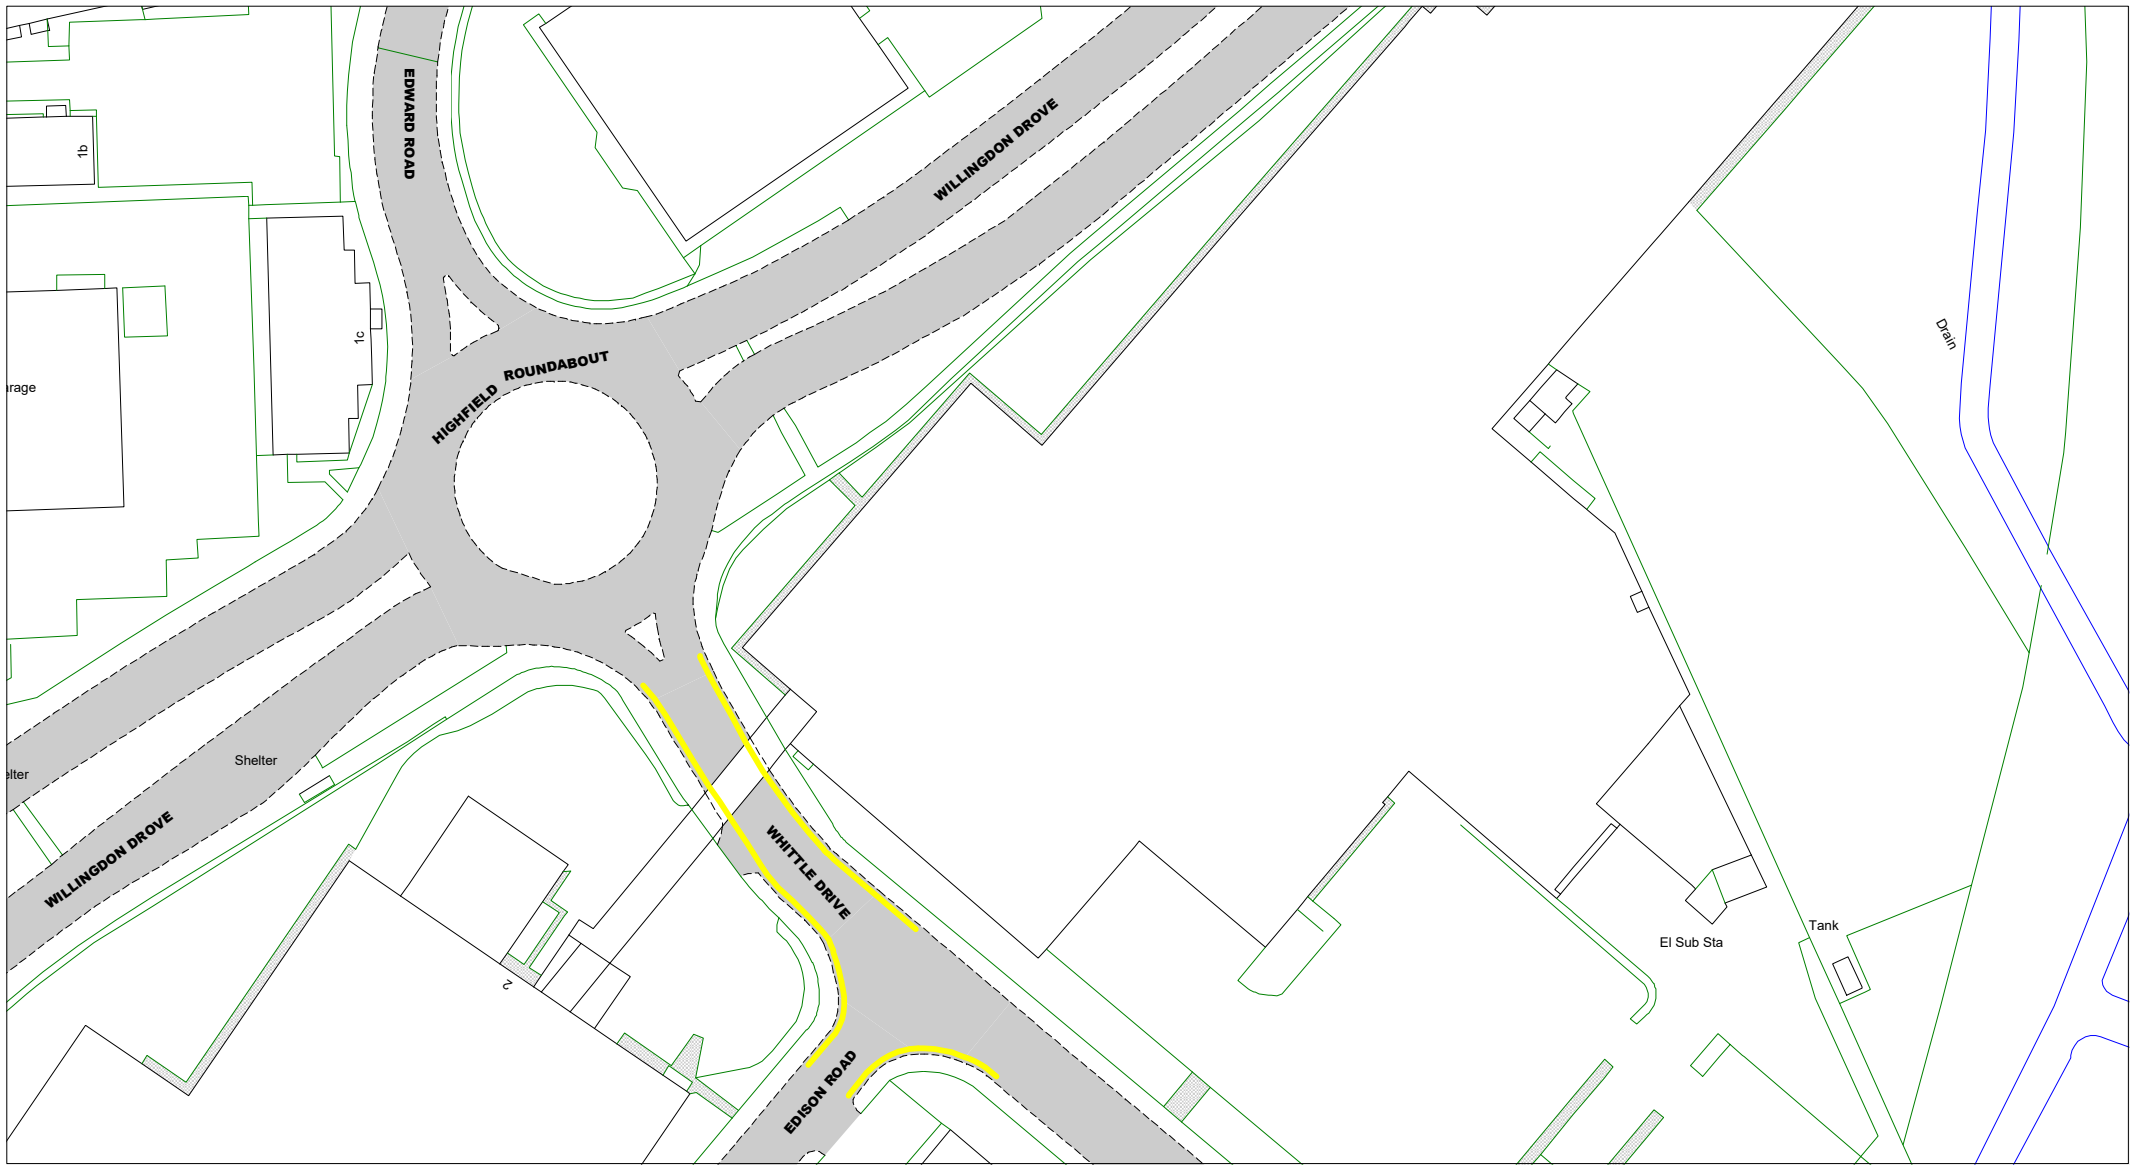 EDWARD ROAD
WILLINGDON DROVE
1b
1c
Drain
ROUNDABOUT
HIGHFIELD
arage
Shelter
elter
WILLINGDON DROVE
WHITTLE DRIVE
2
Tank
El Sub Sta
EDISON ROAD